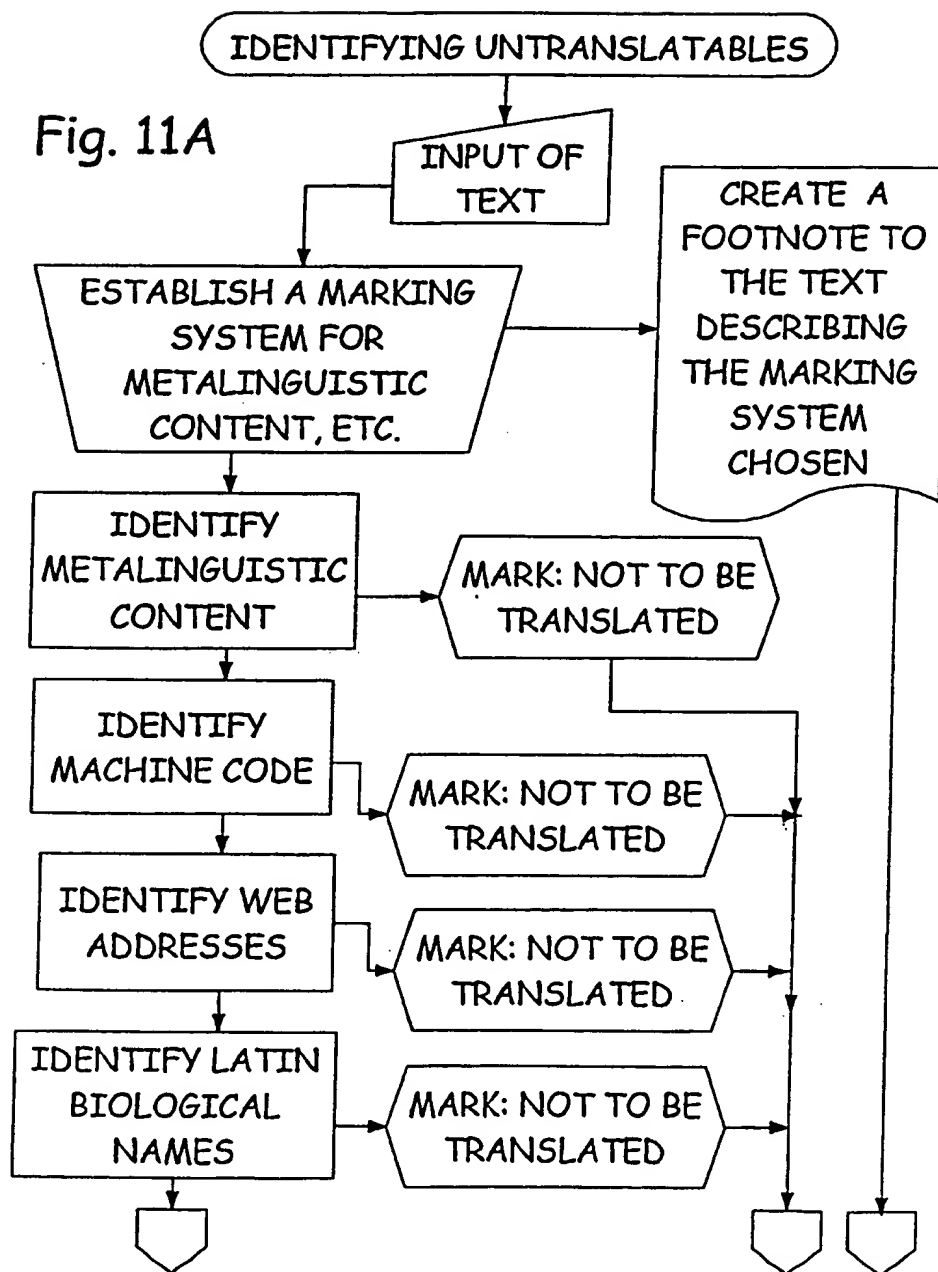 IDENTIFYING UNTRANSLATABLES
Fig. 11A
INPUT OF
TEXT
ESTABLISH A MARKING
SYSTEM FOR
METALINGUISTIC
CONTENT, ETC.
CREATE A
FOOTNOTE TO
THE TEXT
DESCRIBING
THE MARKING
SYSTEM
CHOSEN
IDENTIFY
METALINGUISTIC
CONTENT
MARK: NOT TO BE
TRANSLATED
IDENTIFY
MACHINE CODE
MARK: NOT TO BE
TRANSLATED
IDENTIFY WEB
ADDRESSES
MARK: NOT TO BE
TRANSLATED
IDENTIFY LATIN
BIOLOGICAL
NAMES
MARK: NOT TO BE
TRANSLATED